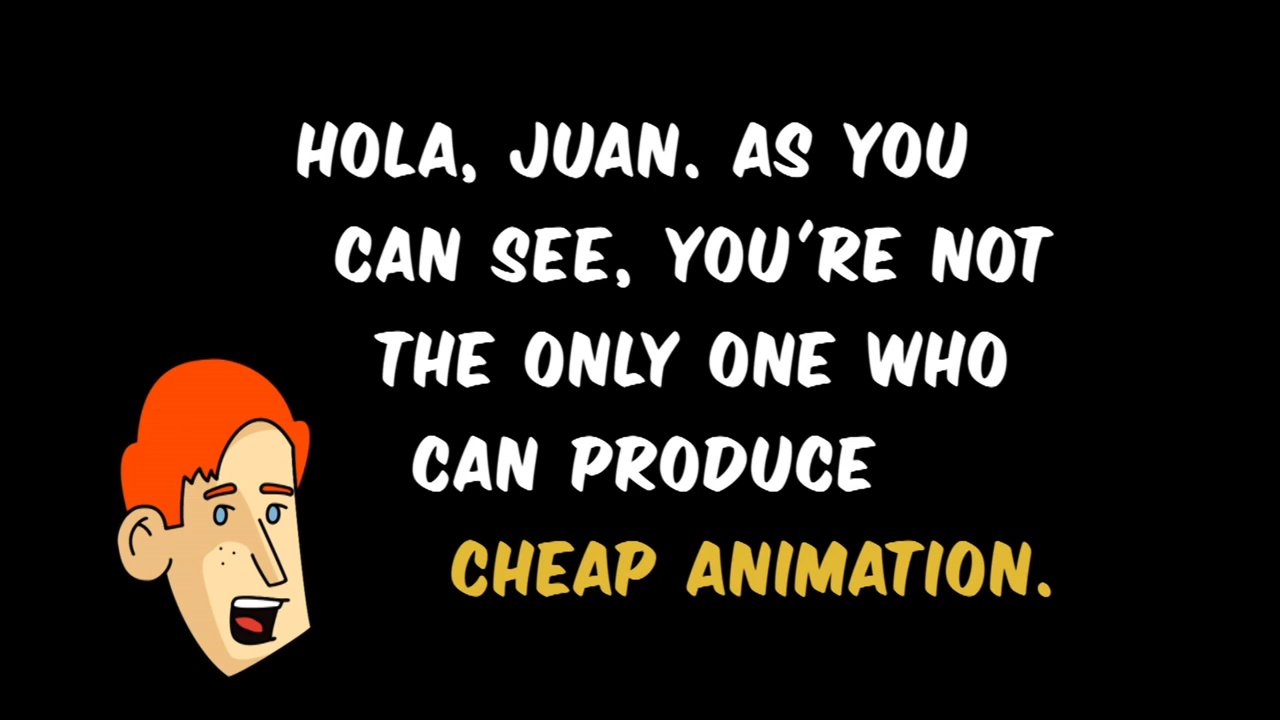 HOLA, JUAN. AS YOU
CAN SEE, YOU'RE NOT
THE ONLY ONE WHO
CAN PRODUCE
CHEAP ANIMATION.